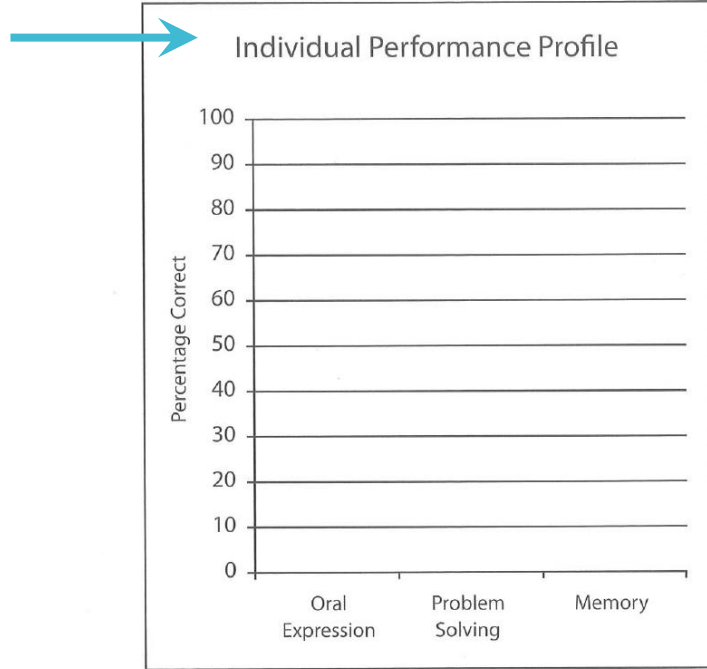 Individual Performance Profile
100
90
80
70
60
50
40
30
20
10
0
Percentage Correct
Oral
Expression
Problem
Solving
Memory